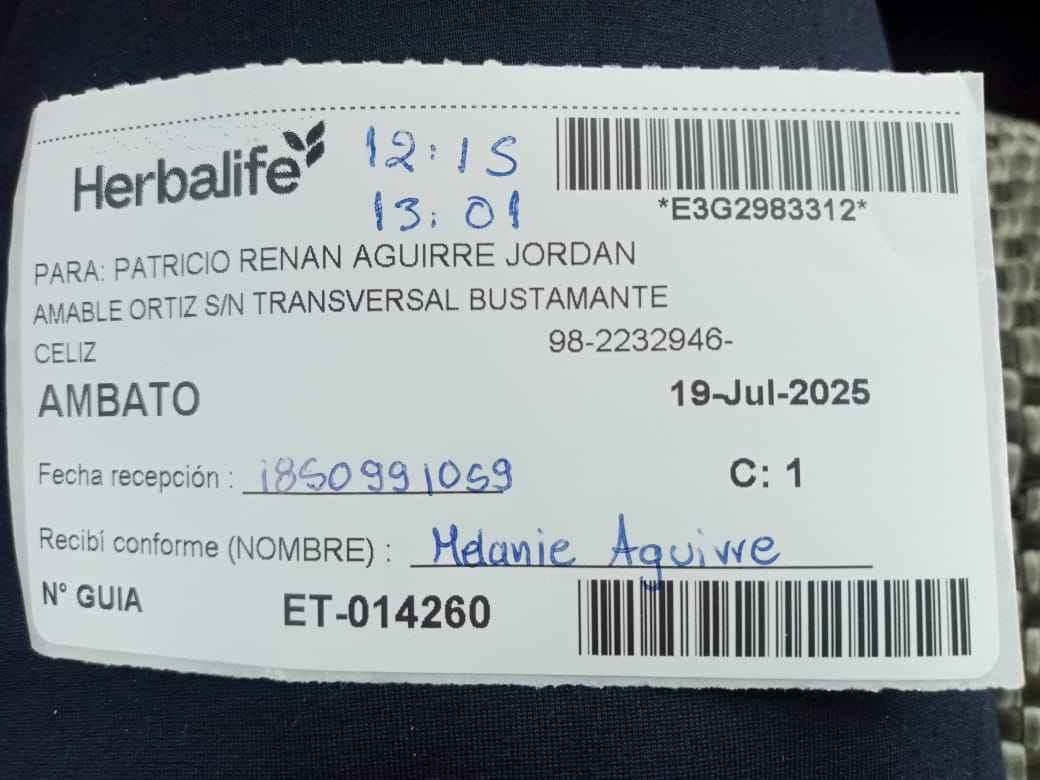 Herbalife
12:15
13:01
*E3G2983312*
PARA: PATRICIO RENAN AGUIRRE JORDAN
AMABLE ORTIZ S/N TRANSVERSAL BUSTAMANTE
CELIZ
98-2232946-
AMBATO
19-Jul-2025
Fecha recepción : 1850991059
C: 1
Recibí conforme (NOMBRE) : Melanie Aguirre
N° GUIA ET-014260